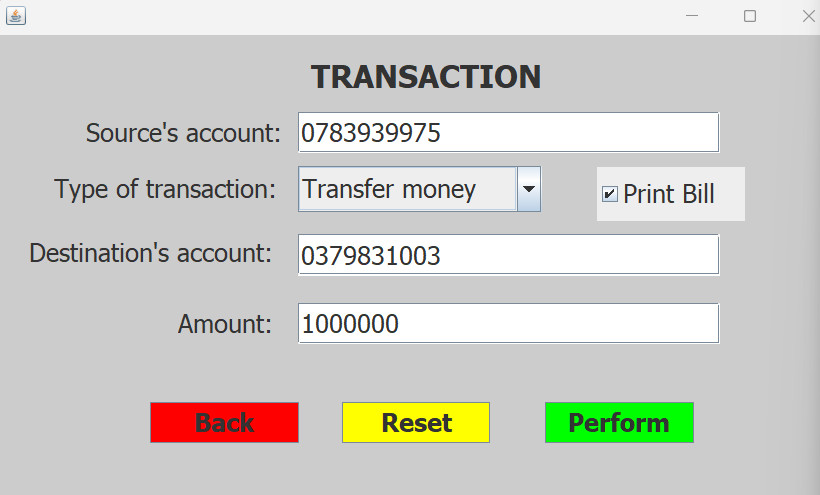 TRANSACTION
Source's account: 0783939975
Type of transaction: Transfer money Print Bill
Destination's account: 0379831003
Amount: 1000000
Back Reset Perform